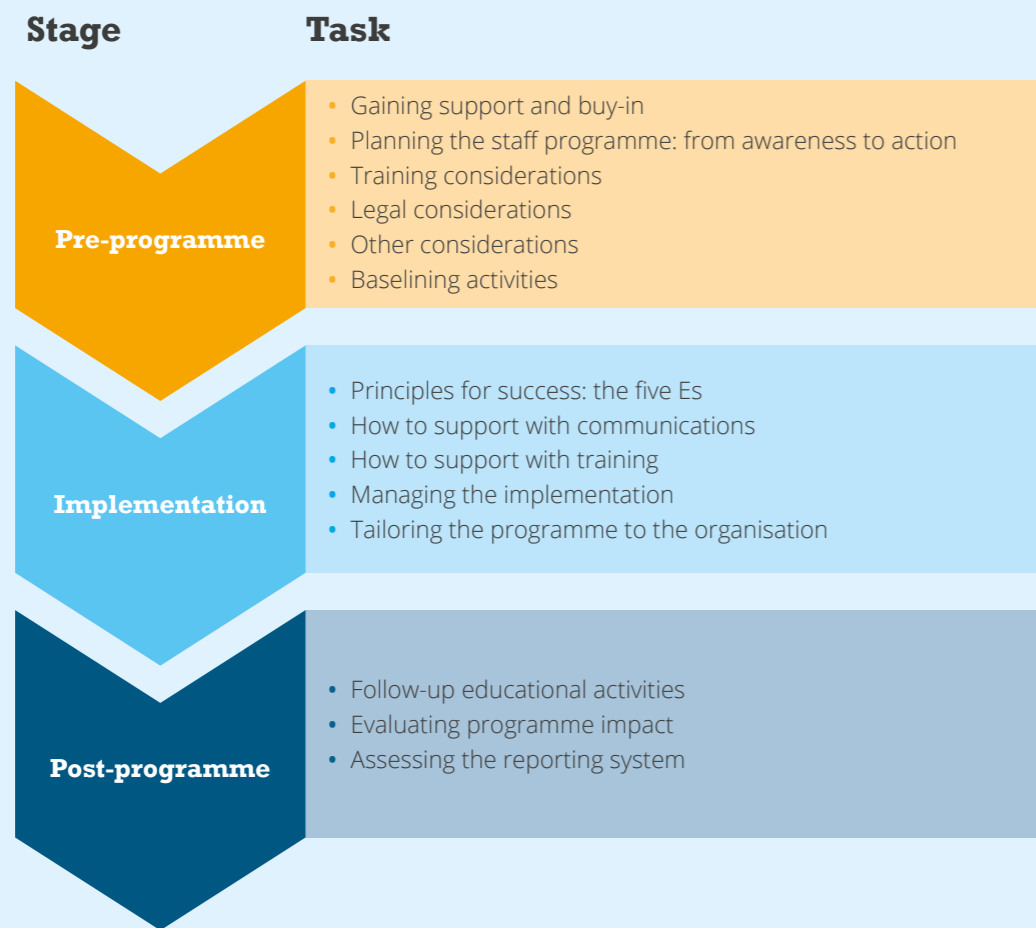 Stage
Task
Pre-programme
• Gaining support and buy-in
• Planning the staff programme: from awareness to action
• Training considerations
• Legal considerations
• Other considerations
• Baselining activities
Implementation
• Principles for success: the five Es
• How to support with communications
• How to support with training
• Managing the implementation
• Tailoring the programme to the organisation
Post-programme
• Follow-up educational activities
• Evaluating programme impact
• Assessing the reporting system